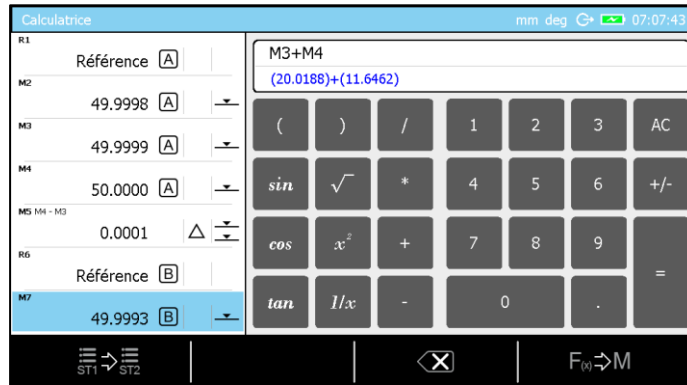 Calculatrice
mm deg 07:07:43
R1
Référence A
M2
49.9998 A
M3
49.9999 A
M4
50.0000 A
M5 M4 - M3
0.0001
R6
Référence B
M7
49.9993 B
M3+M4
(20.0188)+(11.6462)
( ) / 1 2 3 AC
sin √ * 4 5 6 +/-
cos x² + 7 8 9 =
tan 1/x - 0 .
ST1 ST2
F(x) M